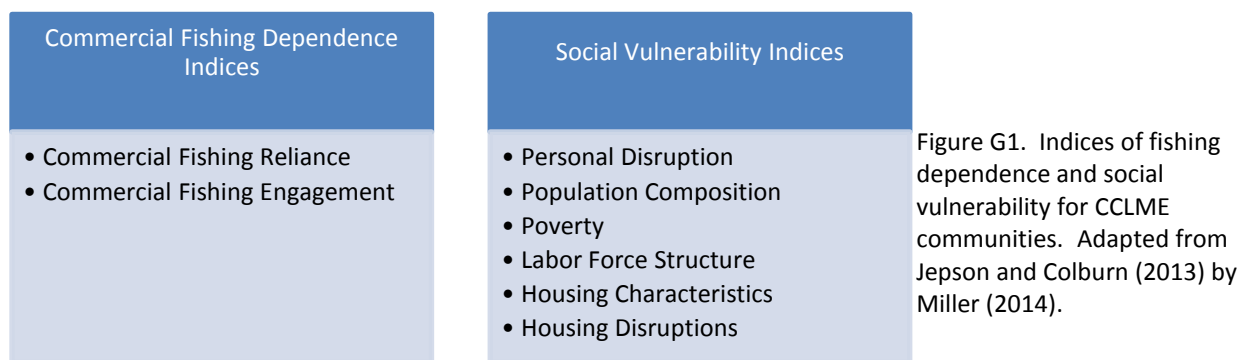 Commercial Fishing Dependence
Indices
• Commercial Fishing Reliance
• Commercial Fishing Engagement
Social Vulnerability Indices
• Personal Disruption
• Population Composition
• Poverty
• Labor Force Structure
• Housing Characteristics
• Housing Disruptions
Figure G1.  Indices of fishing
dependence and social
vulnerability for CCLME
communities.  Adapted from
Jepson and Colburn (2013) by
Miller (2014).